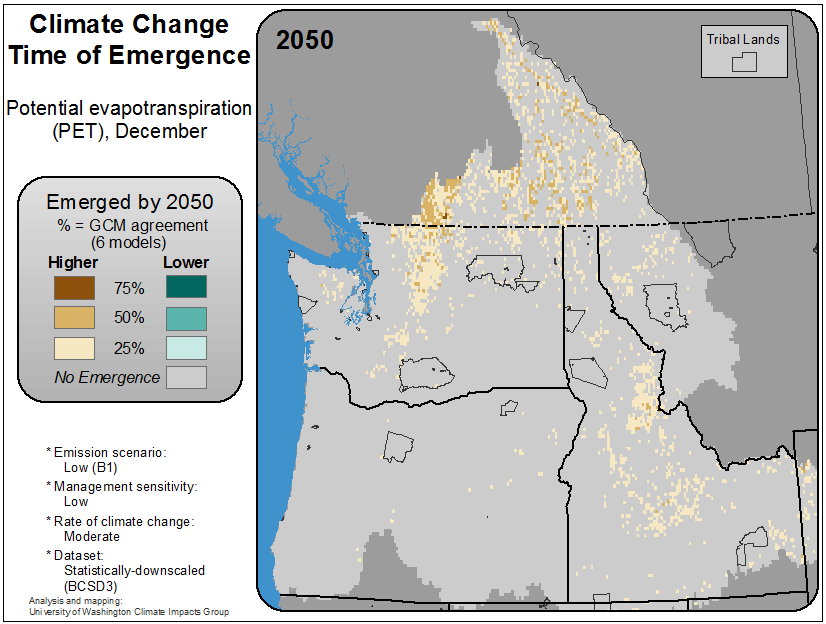 Climate Change
Time of Emergence
Potential evapotranspiration
(PET), December
Emerged by 2050
% = GCM agreement
(6 models)
Higher Lower
75%
50%
25%
No Emergence
* Emission scenario:
Low (B1)
* Management sensitivity:
Low
* Rate of climate change:
Moderate
* Dataset:
Statistically-downscaled
(BCSD3)
Analysis and mapping:
University of Washington Climate Impacts Group
2050
Tribal Lands